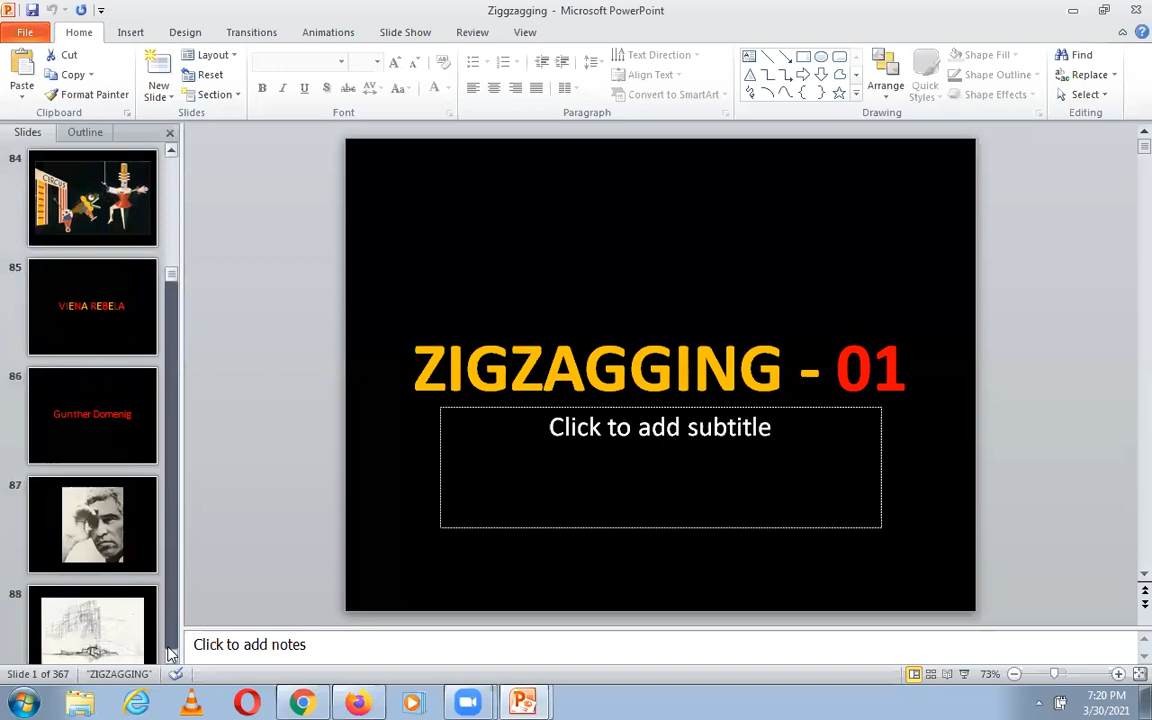 Ziggzagging - Microsoft PowerPoint
File Home Insert Design Transitions Animations Slide Show Review View
Paste
Cut
Copy
Format Painter
Clipboard
New
Slide
Layout
Reset
Section
Slides
B I U S abc AV Aa A
Font
Text Direction
Align Text
Convert to SmartArt
Paragraph
Arrange
Quick
Styles
Shape Fill
Shape Outline
Shape Effects
Drawing
Find
Replace
Select
Editing
Slides Outline
84
CIRCUS
85
VIENA REBELA
86
Gunther Domenig
87
88
ZIGZAGGING - 01
Click to add subtitle
Click to add notes
Slide 1 of 367
"ZIGZAGGING"
73%
7:20 PM
3/30/2021